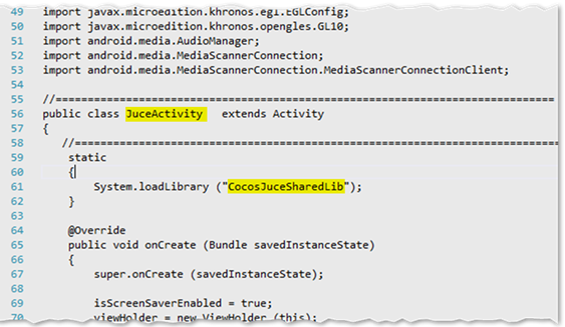 49 import javax.microedition.khronos.egl.EGLConfig;
50 import javax.microedition.khronos.opengles.GL10;
51 import android.media.AudioManager;
52 import android.media.MediaScannerConnection;
53 import android.media.MediaScannerConnection.MediaScannerConnectionClient;
54
55 //==============================================================================
56 public class JuceActivity   extends Activity
57 {
58    //==============================================================================
59     static
60     {
61         System.loadLibrary ("CocosJuceSharedLib");
62     }
63
64     @Override
65     public void onCreate (Bundle savedInstanceState)
66     {
67         super.onCreate (savedInstanceState);
68
69         isScreenSaverEnabled = true;
70         viewHolder = new ViewHolder (this);